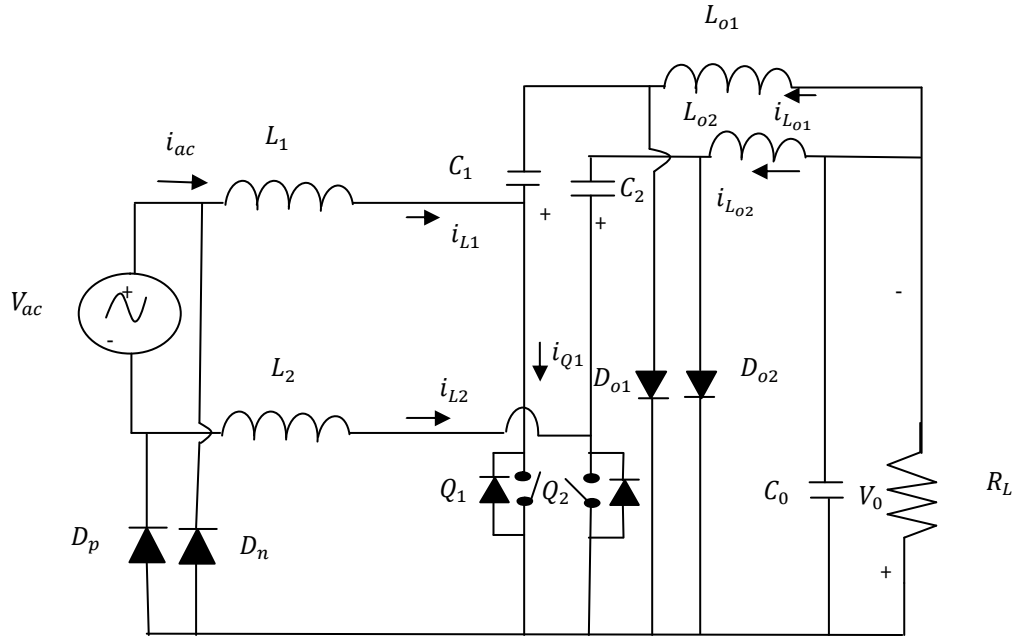 L_{o1}
i_{ac}
L_1
L_{o2}
i_{L_{o1}}
C_1
C_2
+
+
i_{L1}
i_{L_{o2}}
V_{ac}
+
-
-
L_2
i_{L2}
i_{Q1}
D_{o1}
D_{o2}
Q_1
Q_2
C_0
V_0
R_L
D_p
D_n
+